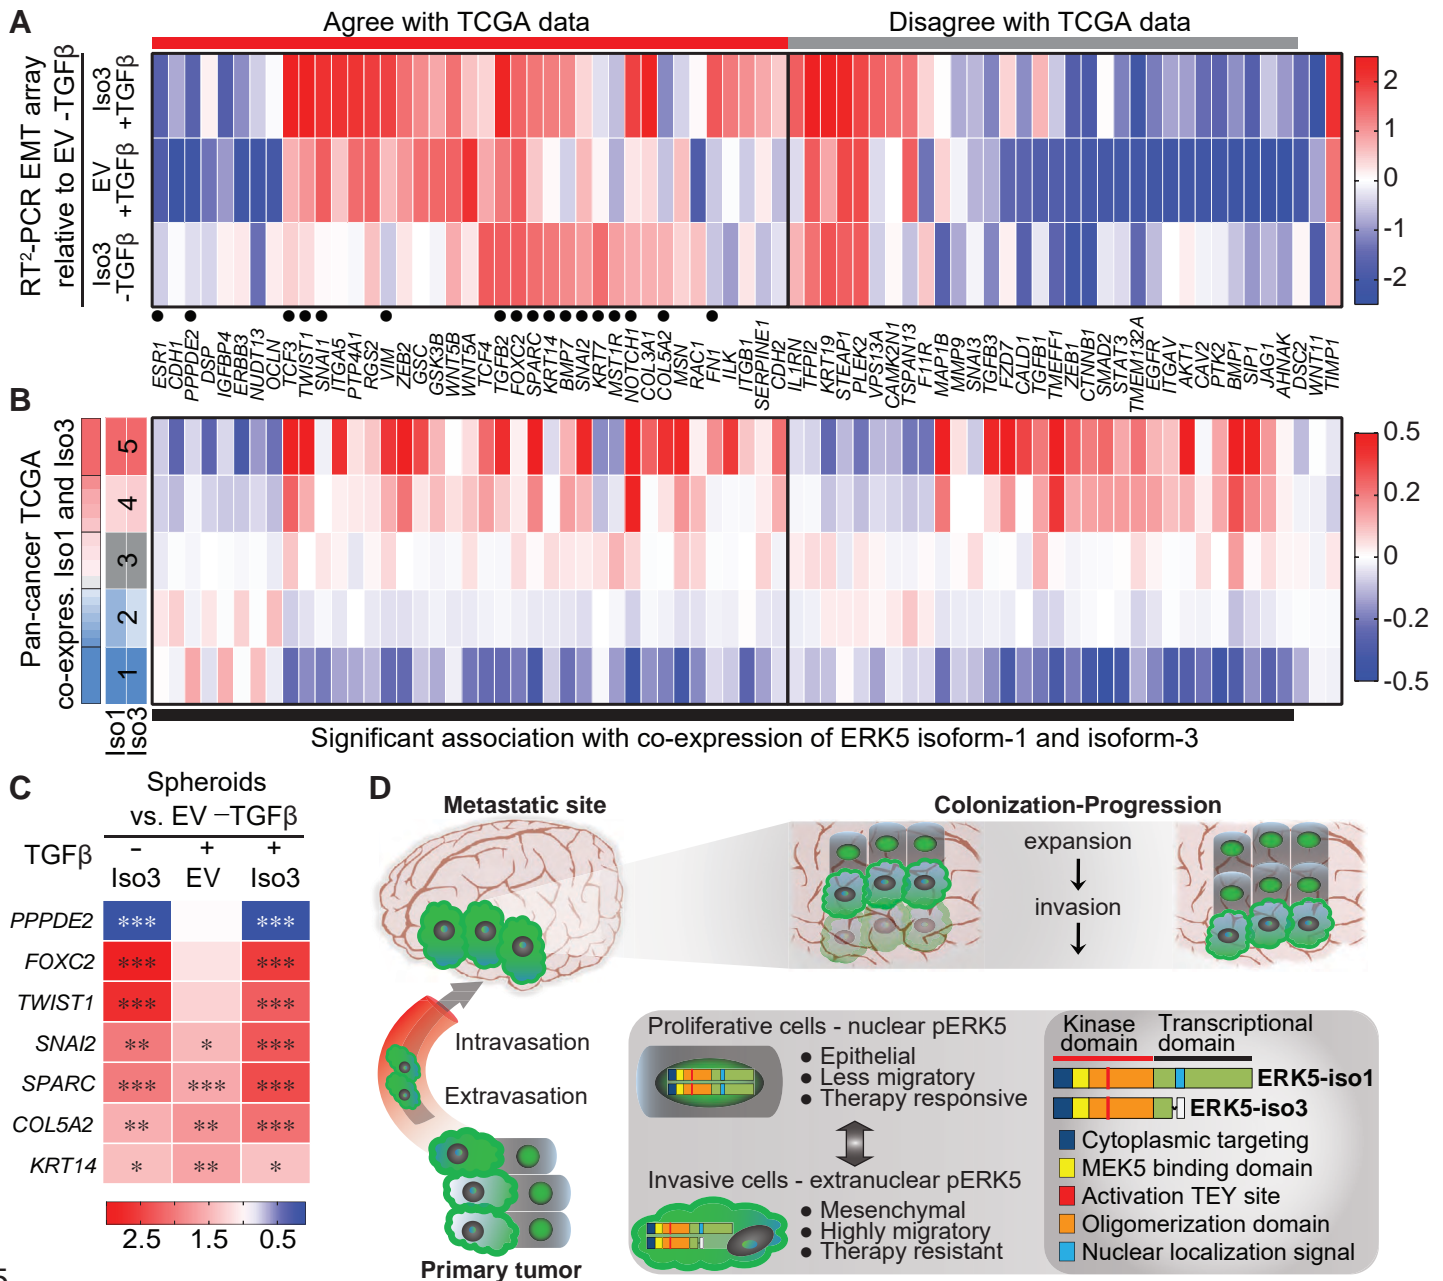 A
Agree with TCGA data
Disagree with TCGA data
RT²-PCR EMT array
relative to EV -TGFβ
Iso3
+TGFβ
EV
+TGFβ
Iso3
-TGFβ
2
1
0
-1
-2
ESR1
CDH1
PPPDE2
DSP
IGFBP4
ERBB3
NUDT13
OCLN
TCF3
TWIST1
SNAI1
ITGA5
PTP4A1
RGS2
VIM
ZEB2
GSC
GSK3B
WNT5B
WNT5A
TCF4
TGFB2
FOXC2
SPARC
KRT14
BMP7
SNAI2
KRT7
MST1R
NOTCH1
COL3A1
COL5A2
MSN
RAC1
FN1
ILK
ITGB1
SERPINE1
CDH2
IL1RN
TFPI2
KRT19
STEAP1
PLEK2
VPS13A
CAMK2N1
TSPAN13
F11R
MAP1B
MMP9
SNAI3
TGFB3
FZD7
CALD1
TGFB1
TMEFF1
ZEB1
CTNNB1
SMAD2
STAT3
TMEM132A
EGFR
ITGAV
AKT1
CAV2
PTK2
BMP1
SIP1
JAG1
AHNAK
DSC2
WNT11
TIMP1
B
Pan-cancer TCGA
co-expres. Iso1 and Iso3
5
4
3
2
1
Iso1
Iso3
0.5
0.2
0
-0.2
-0.5
Significant association with co-expression of ERK5 isoform-1 and isoform-3
C
Spheroids
vs. EV −TGFβ
TGFβ - + +
Iso3 EV Iso3
PPPDE2 *** ***
FOXC2 *** ***
TWIST1 *** ***
SNAI2 ** * ***
SPARC *** *** ***
COL5A2 ** ** ***
KRT14 * ** *
2.5 1.5 0.5
D
Metastatic site
Colonization-Progression
expansion
invasion
Intravasation
Extravasation
Primary tumor
Proliferative cells - nuclear pERK5
● Epithelial
● Less migratory
● Therapy responsive
Invasive cells - extranuclear pERK5
● Mesenchymal
● Highly migratory
● Therapy resistant
Kinase
domain
Transcriptional
domain
ERK5-iso1
ERK5-iso3
Cytoplasmic targeting
MEK5 binding domain
Activation TEY site
Oligomerization domain
Nuclear localization signal